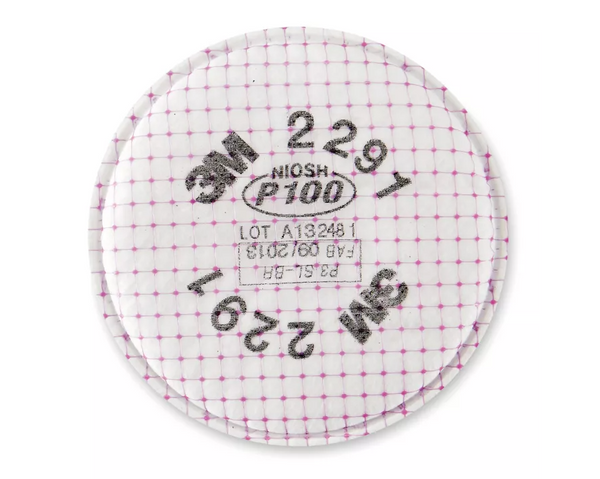 3M 2291
NIOSH
P100
LOT A132481
FAB 09/2013
P3.SL-BR
3M 2291